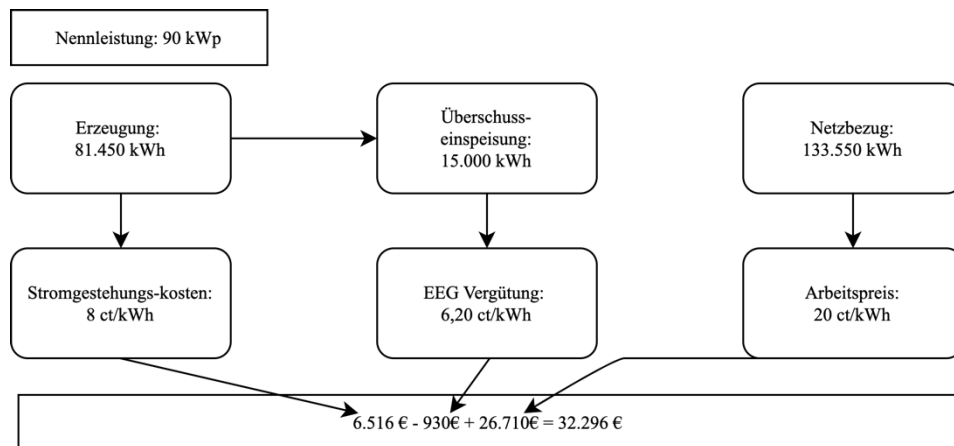 Nennleistung: 90 kWp
Erzeugung:
81.450 kWh
Überschuss-
einspeisung:
15.000 kWh
Netzbezug:
133.550 kWh
Stromgestehungs-kosten:
8 ct/kWh
EEG Vergütung:
6,20 ct/kWh
Arbeitspreis:
20 ct/kWh
6.516 € - 930€ + 26.710€ = 32.296 €